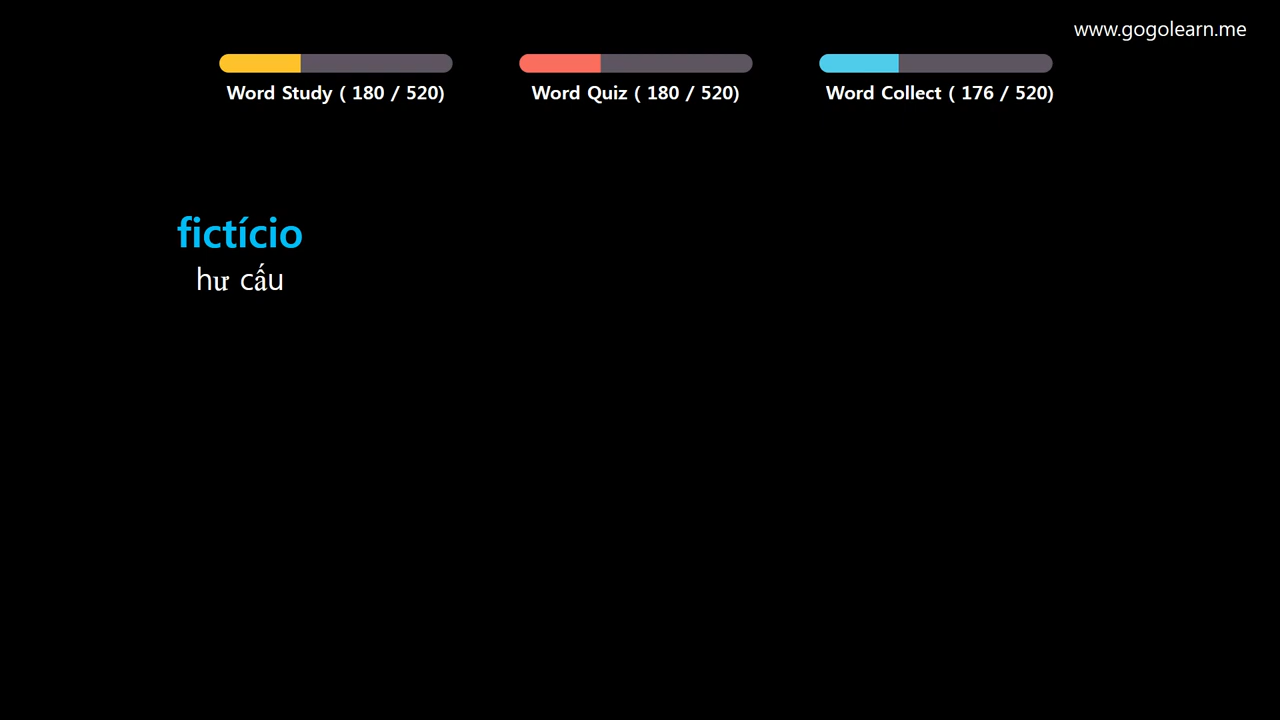 www.gogolearn.me
Word Study ( 180 / 520)
Word Quiz ( 180 / 520)
Word Collect ( 176 / 520)
fictício
hư cấu